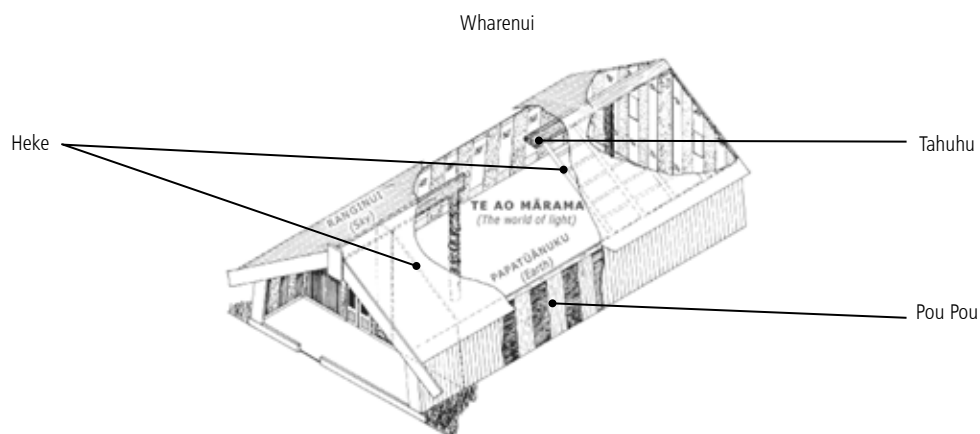 Wharenui
Heke
Tahuhu
RANGINUI
(Sky)
TE AO MĀRAMA
(The world of light)
PAPATŪĀNUKU
(Earth)
Pou Pou